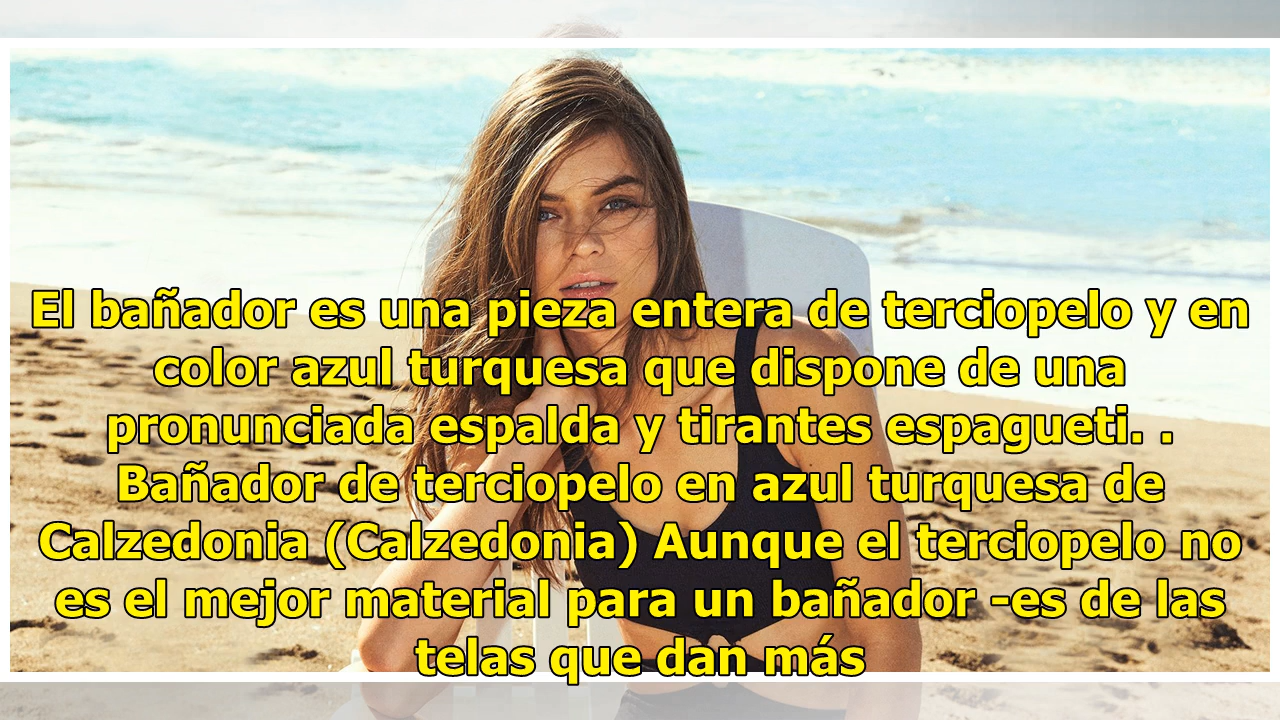 El bañador es una pieza entera de terciopelo y en
color azul turquesa que dispone de una
pronunciada espalda y tirantes espagueti. .
Bañador de terciopelo en azul turquesa de
Calzedonia (Calzedonia) Aunque el terciopelo no
es el mejor material para un bañador -es de las
telas que dan más